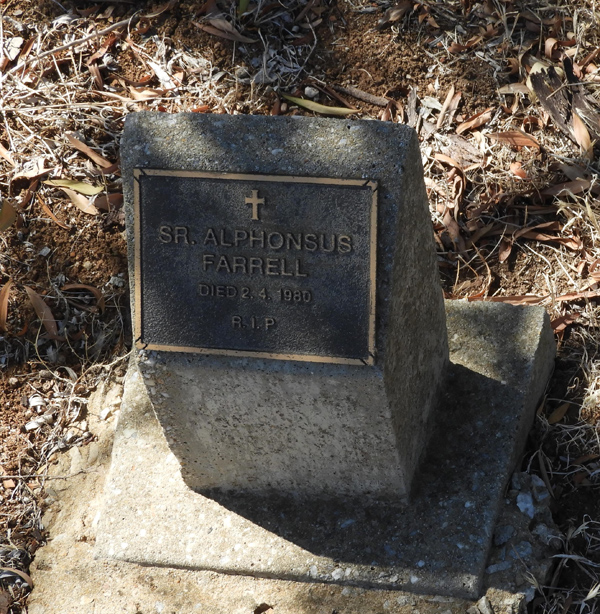 SR. ALPHONSUS
FARRELL
DIED 2. 4. 1980
R. I. P.